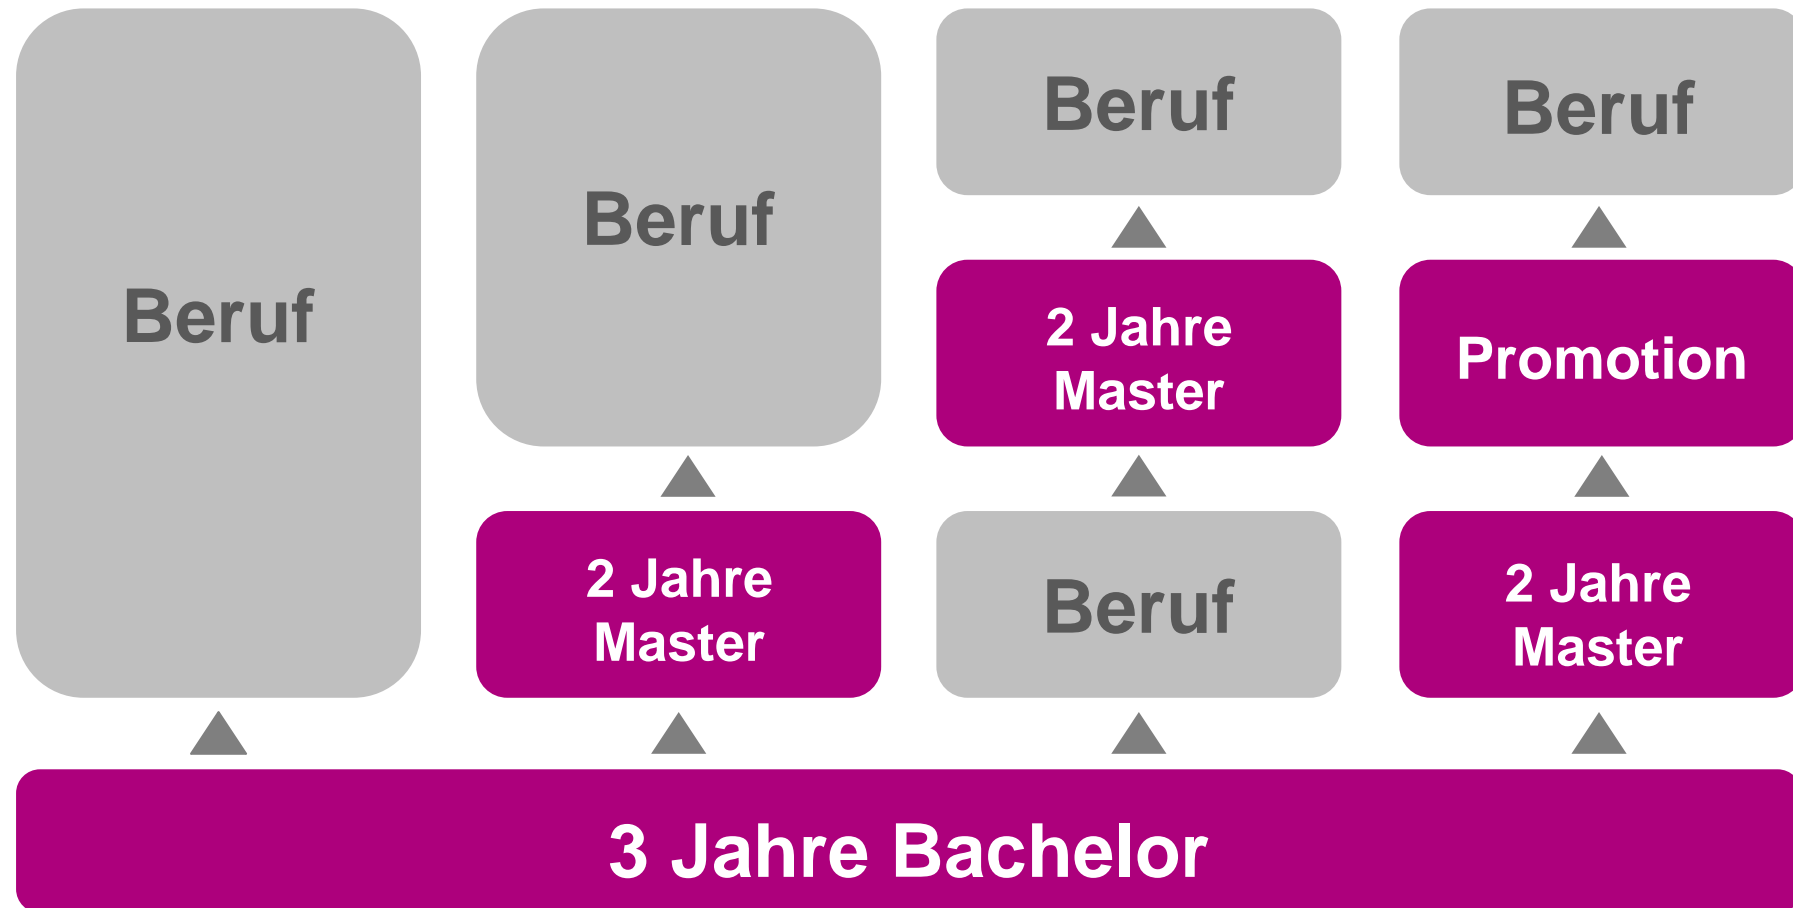 Beruf
Beruf
Beruf
Beruf
2 Jahre
Master
Promotion
2 Jahre
Master
Beruf
2 Jahre
Master
3 Jahre Bachelor